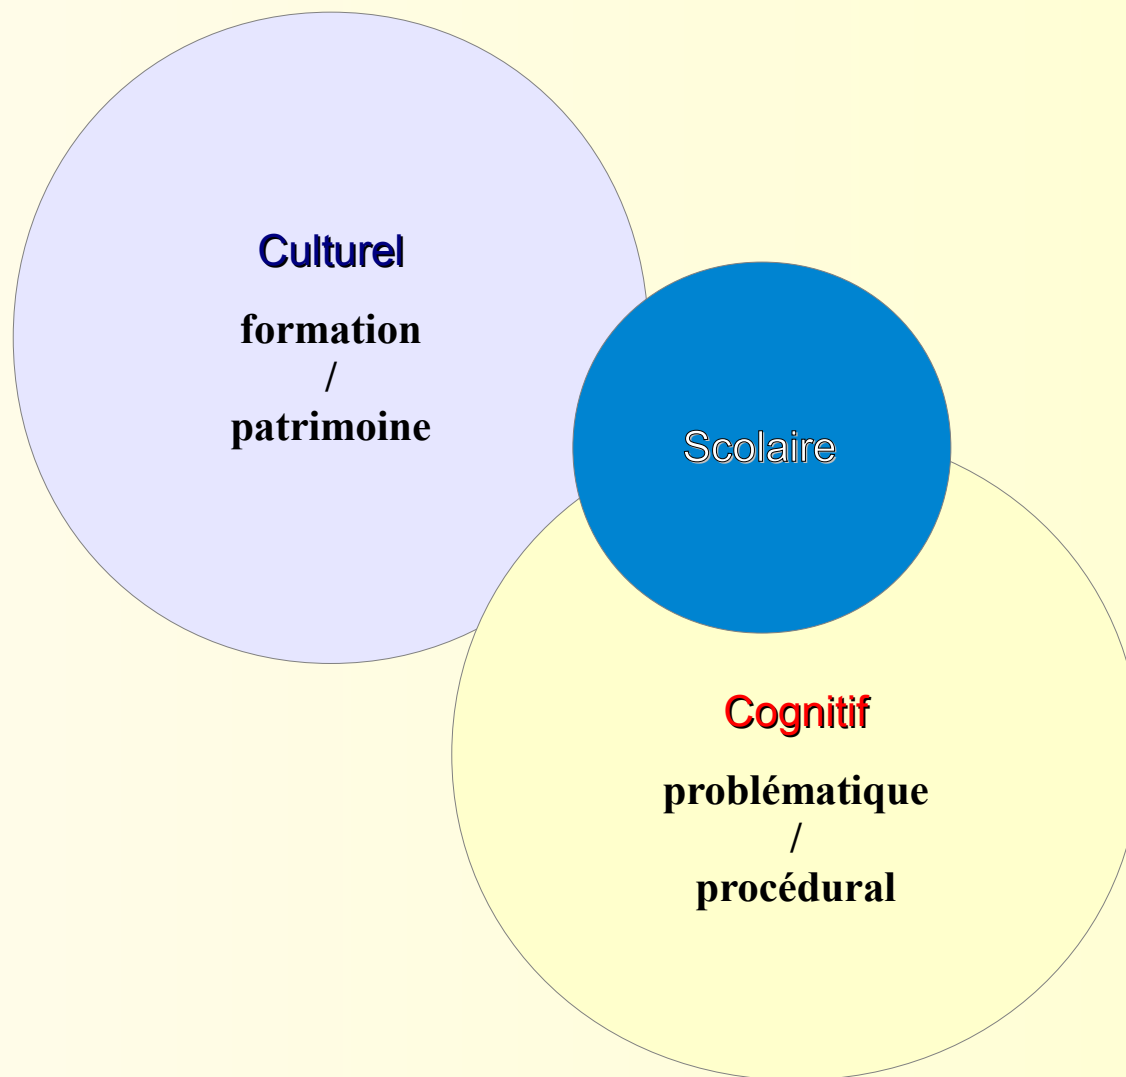 Culturel
formation
/
patrimoine
Scolaire
Cognitif
problématique
/
procédural